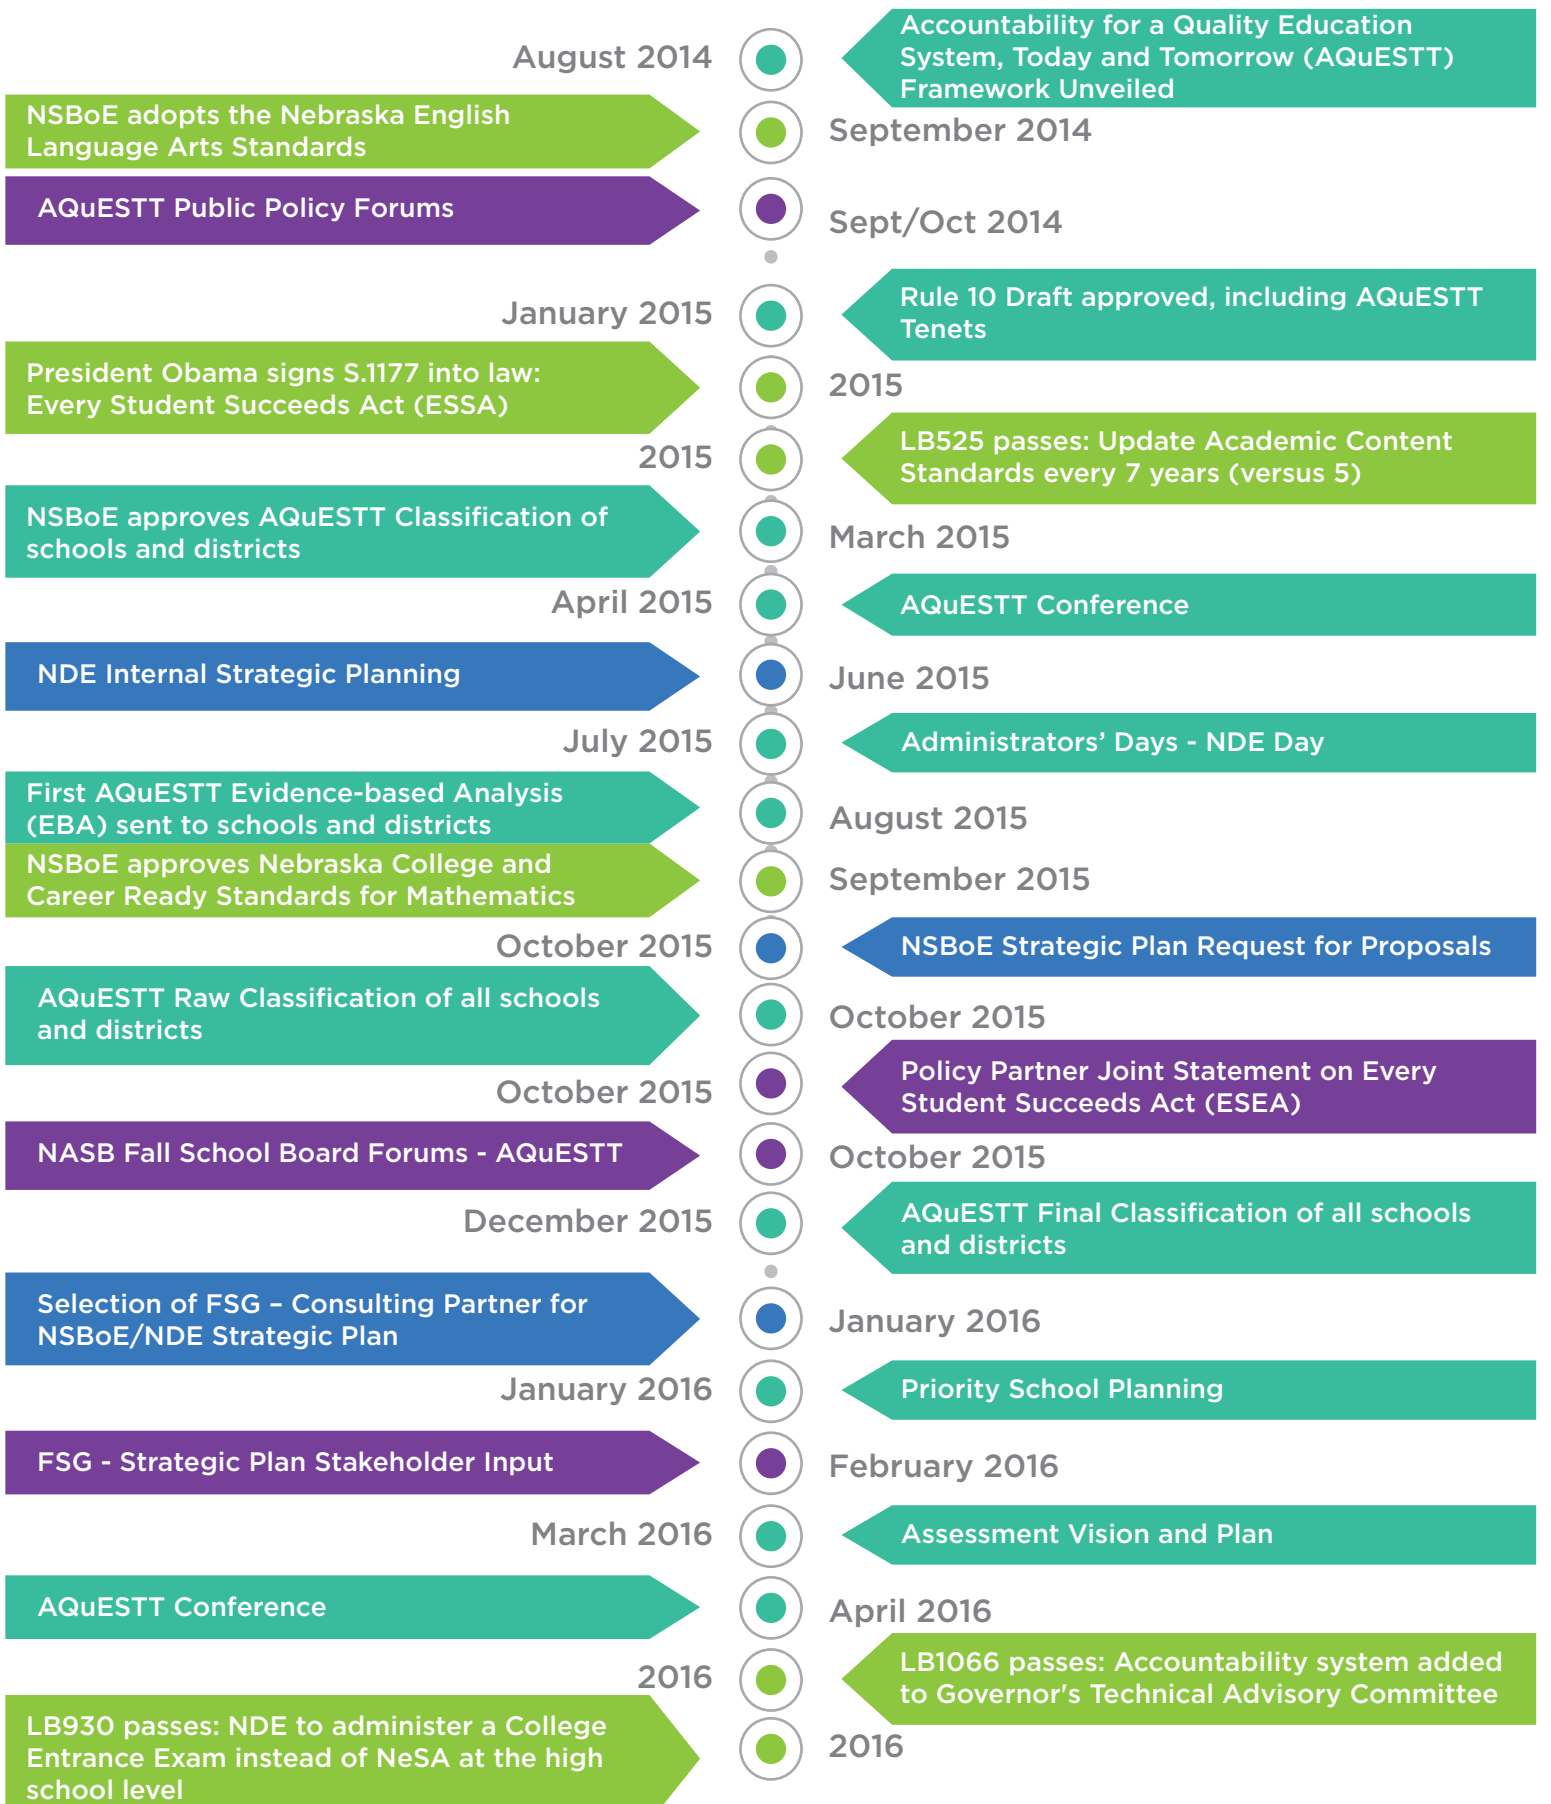 August 2014
Accountability for a Quality Education
System, Today and Tomorrow (AQuESTT)
Framework Unveiled
NSBoE adopts the Nebraska English
Language Arts Standards
September 2014
AQuESTT Public Policy Forums
Sept/Oct 2014
January 2015
Rule 10 Draft approved, including AQuESTT
Tenets
President Obama signs S.1177 into law:
Every Student Succeeds Act (ESSA)
2015
2015
LB525 passes: Update Academic Content
Standards every 7 years (versus 5)
NSBoE approves AQuESTT Classification of
schools and districts
March 2015
April 2015
AQuESTT Conference
NDE Internal Strategic Planning
June 2015
July 2015
Administrators’ Days - NDE Day
First AQuESTT Evidence-based Analysis
(EBA) sent to schools and districts
August 2015
NSBoE approves Nebraska College and
Career Ready Standards for Mathematics
September 2015
October 2015
NSBoE Strategic Plan Request for Proposals
AQuESTT Raw Classification of all schools
and districts
October 2015
October 2015
Policy Partner Joint Statement on Every
Student Succeeds Act (ESEA)
NASB Fall School Board Forums - AQuESTT
October 2015
December 2015
AQuESTT Final Classification of all schools
and districts
Selection of FSG – Consulting Partner for
NSBoE/NDE Strategic Plan
January 2016
January 2016
Priority School Planning
FSG - Strategic Plan Stakeholder Input
February 2016
March 2016
Assessment Vision and Plan
AQuESTT Conference
April 2016
2016
LB1066 passes: Accountability system added
to Governor's Technical Advisory Committee
LB930 passes: NDE to administer a College
Entrance Exam instead of NeSA at the high
school level
2016